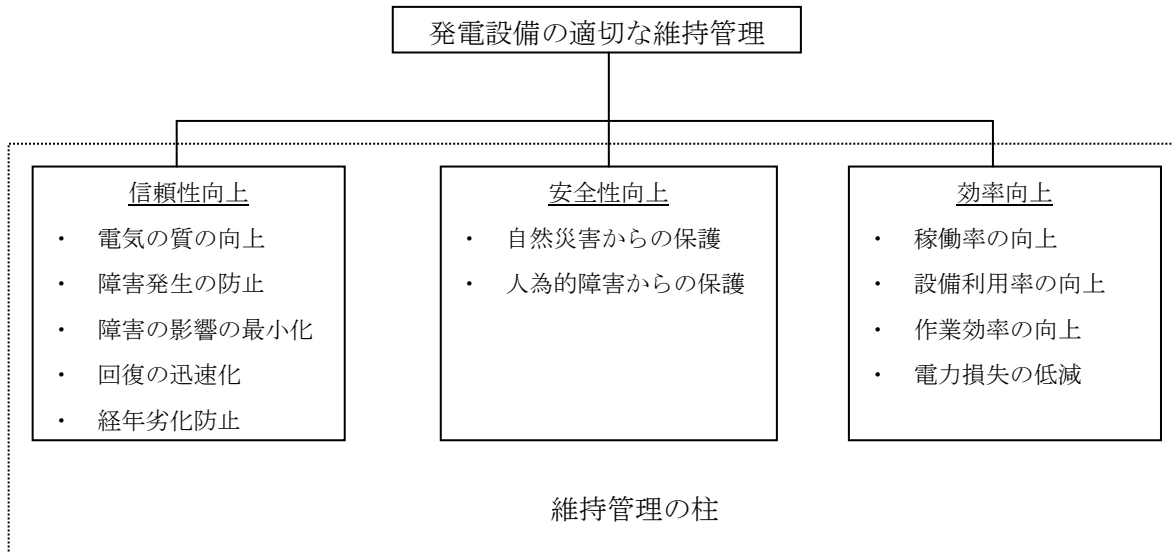 発電設備の適切な維持管理
信頼性向上
・ 電気の質の向上
・ 障害発生の防止
・ 障害の影響の最小化
・ 回復の迅速化
・ 経年劣化防止
安全性向上
・ 自然災害からの保護
・ 人為的障害からの保護
効率向上
・ 稼働率の向上
・ 設備利用率の向上
・ 作業効率の向上
・ 電力損失の低減
維持管理の柱